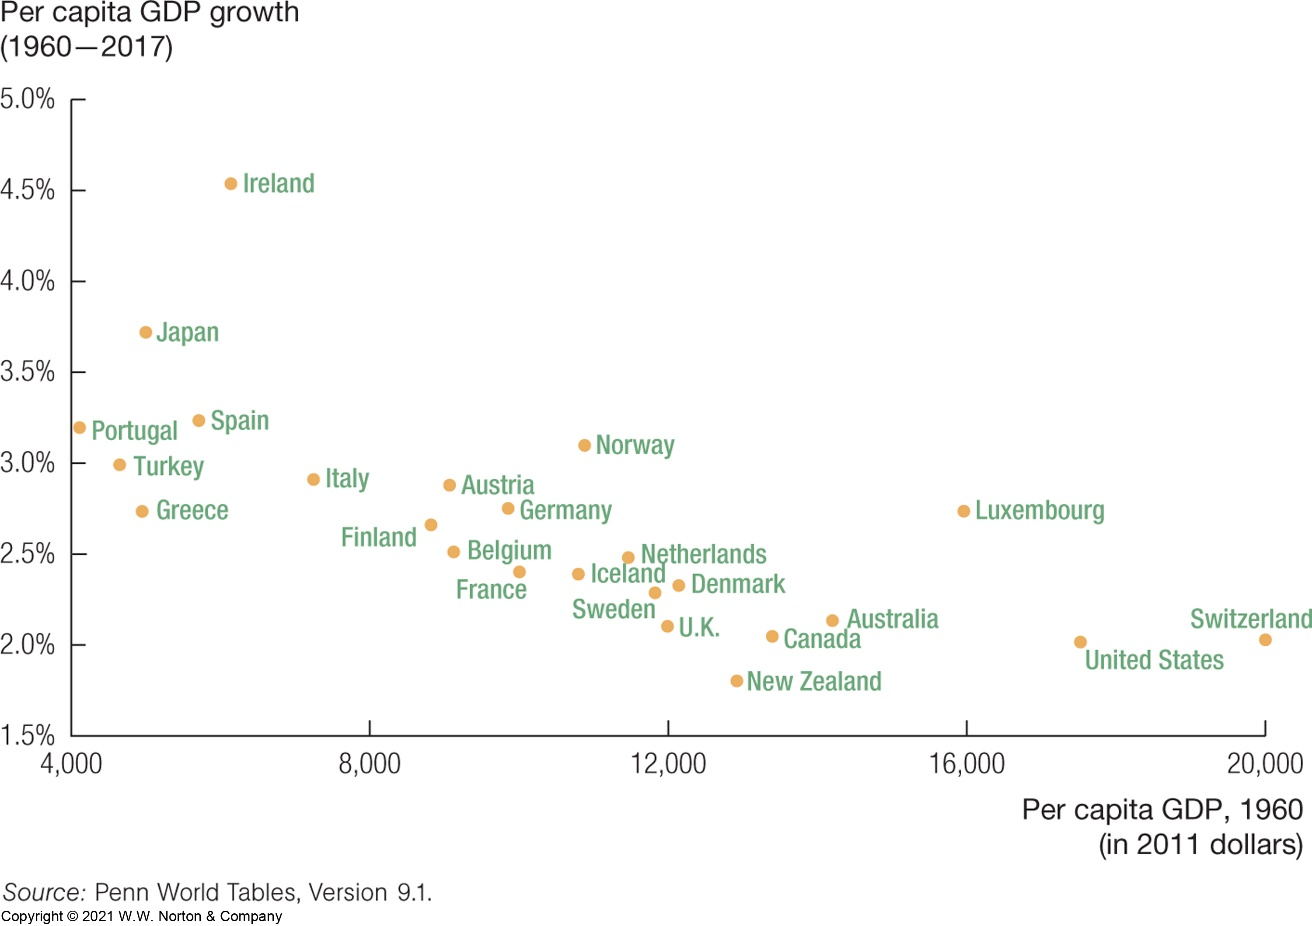 Per capita GDP growth
(1960—2017)
5.0%
4.5%
4.0%
3.5%
3.0%
2.5%
2.0%
1.5%
Ireland
Japan
Spain
Portugal
Norway
Turkey
Italy
Austria
Greece
Germany
Luxembourg
Finland
Belgium
Netherlands
Iceland
France
Denmark
Sweden
U.K.
Australia
Switzerland
Canada
United States
New Zealand
4,000
8,000
12,000
16,000
20,000
Per capita GDP, 1960
(in 2011 dollars)
Source: Penn World Tables, Version 9.1.
Copyright © 2021 W.W. Norton & Company